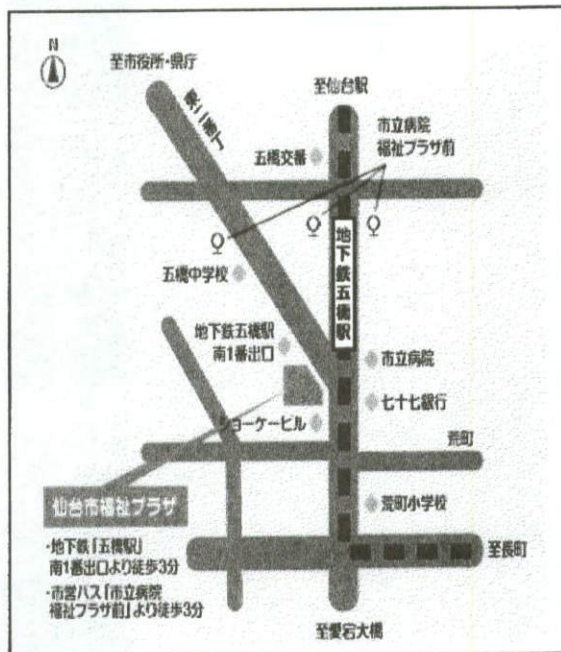 N
至市役所・県庁
東二番丁
至仙台駅
市立病院
福祉プラザ前
五橋交番
地下鉄五橋駅
五橋中学校
地下鉄五橋駅
南1番出口
市立病院
七十七銀行
ショーケービル
荒町
仙台市福祉プラザ
荒町小学校
・地下鉄「五橋駅」
南1番出口より徒歩3分
・市営バス「市立病院
福祉プラザ前」より徒歩3分
至長町
至愛宕大橋